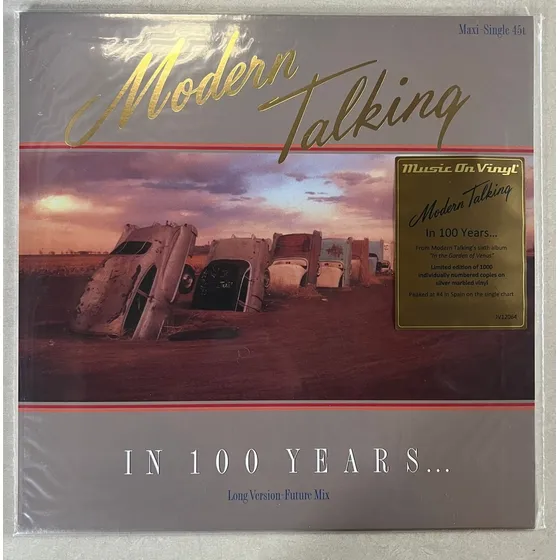 Maxi-Single 45t
Modern
Talking
Music On Vinyl
Modern Talking
In 100 Years...
From Modern Talking's sixth album
"In the Garden of Venus"
Limited edition of 1000
individually numbered copies on
silver marbled vinyl
Peaked at #4 in Spain on the single chart
IN 100 YEARS...
Long Version-Future Mix